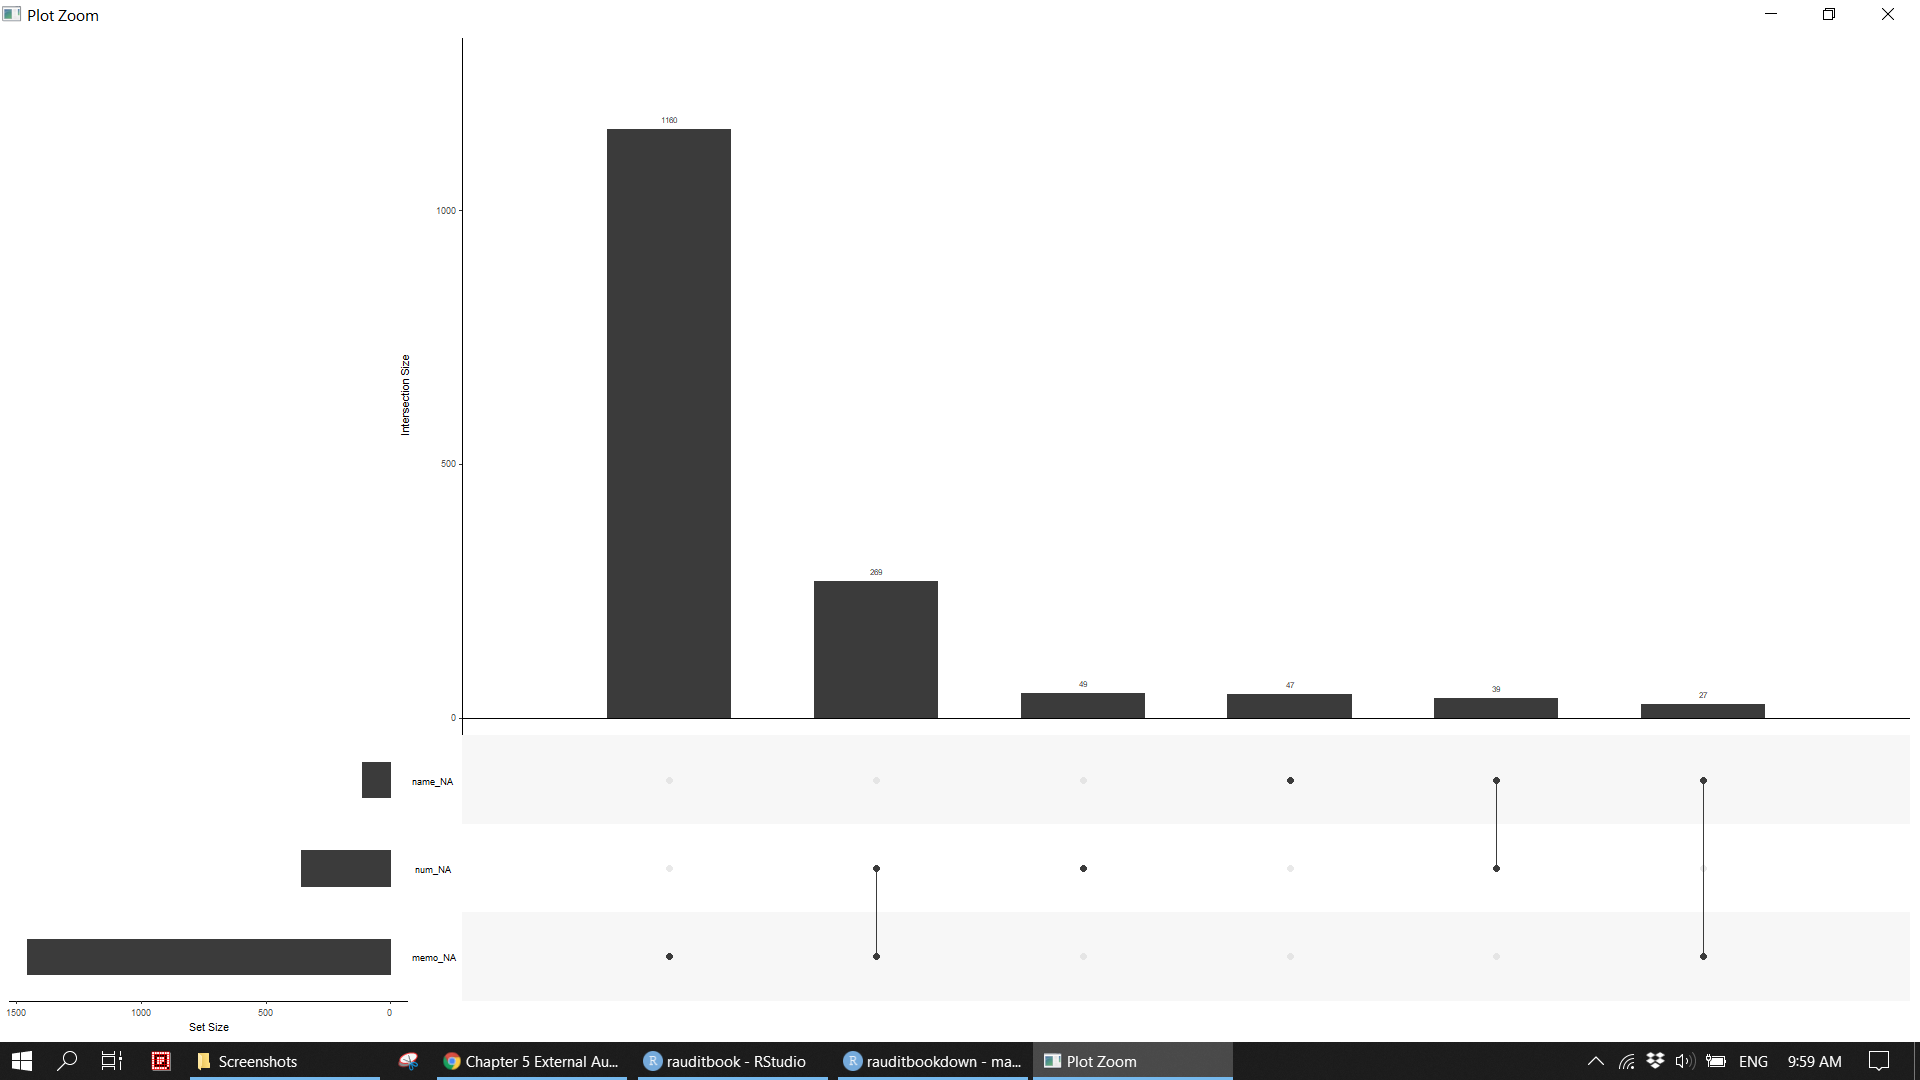 Plot Zoom
1160
1000
Intersection Size
269
500
49
47
39
27
0
name_NA
num_NA
memo_NA
1500
1000
500
0
Set Size
Screenshots
Chapter 5 External Au...
rauditbook - RStudio
rauditbookdown - ma...
Plot Zoom
ENG
9:59 AM